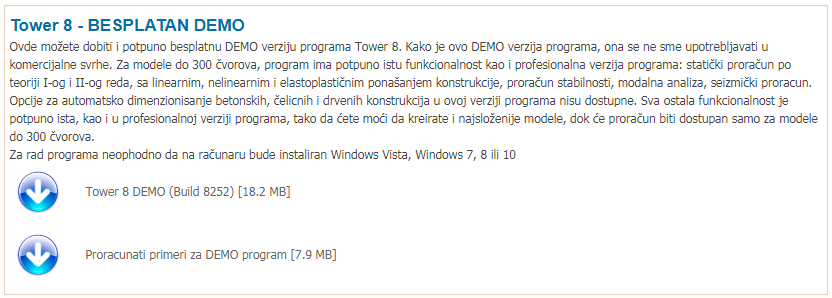 Tower 8 - BESPLATAN DEMO
Ovde možete dobiti i potpuno besplatnu DEMO verziju programa Tower 8. Kako je ovo DEMO verzija programa, ona se ne sme upotrebljavati u
komercijalne svrhe. Za modele do 300 čvorova, program ima potpuno istu funkcionalnost kao i profesionalna verzija programa: statički proračun po
teoriji I-og i II-og reda, sa linearnim, nelinearnim i elastoplastičnim ponašanjem konstrukcije, proračun stabilnosti, modalna analiza, seizmički proracun.
Opcije za automatsko dimenzionisanje betonskih, čelicnih i drvenih konstrukcija u ovoj verziji programa nisu dostupne. Sva ostala funkcionalnost je
potpuno ista, kao i u profesionalnoj verziji programa, tako da ćete moći da kreirate i najsloženije modele, dok će proračun biti dostupan samo za modele
do 300 čvorova.
Za rad programa neophodno da na računaru bude instaliran Windows Vista, Windows 7, 8 ili 10
Tower 8 DEMO (Build 8252) [18.2 MB]
Proracunati primeri za DEMO program [7.9 MB]